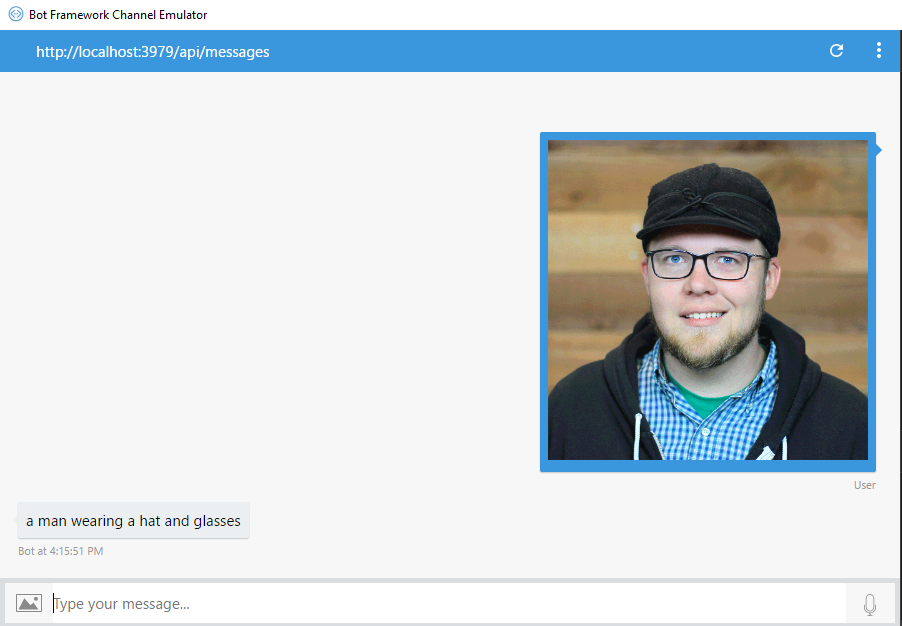 Bot Framework Channel Emulator
http://localhost:3979/api/messages
User
a man wearing a hat and glasses
Bot at 4:15:51 PM
Type your message...